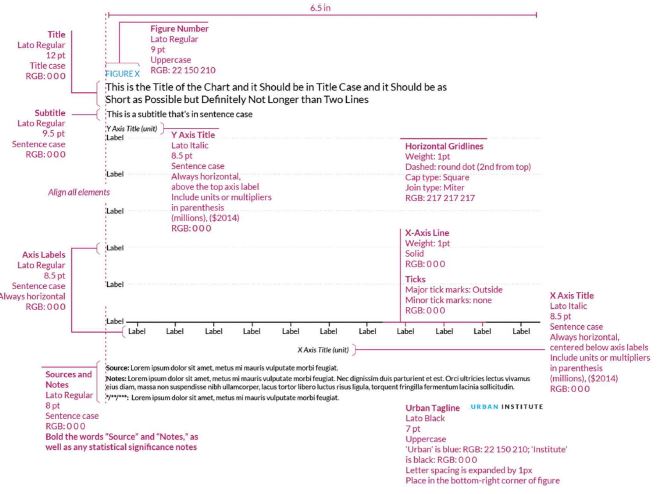 6.5 in
Title
Lato Regular
12 pt
Title case
RGB: 0 0 0
Figure Number
Lato Regular
9 pt
Uppercase
RGB: 22 150 210
FIGURE X
This is the Title of the Chart and it Should be in Title Case and it Should be as
Short as Possible but Definitely Not Longer than Two Lines
Subtitle
Lato Regular
9.5 pt
Sentence case
RGB: 0 0 0
This is a subtitle that's in sentence case
Y Axis Title (unit)
Y Axis Title
Lato Italic
8.5 pt
Sentence case
Always horizontal,
above the top axis label
Include units or multipliers
in parenthesis
(millions), ($2014)
RGB: 0 0 0
Horizontal Gridlines
Weight: 1pt
Dashed: round dot (2nd from top)
Cap type: Square
Join type: Miter
RGB: 217 217 217
Label
Label
Label
Label
Label
Label
Align all elements
Axis Labels
Lato Regular
8.5 pt
Sentence case
Always horizontal
RGB: 0 0 0
X-Axis Line
Weight: 1pt
Solid
RGB: 0 0 0
Ticks
Major tick marks: Outside
Minor tick marks: none
RGB: 0 0 0
Label Label Label Label Label Label Label Label Label Label Label
X Axis Title (unit)
X Axis Title
Lato Italic
8.5 pt
Sentence case
Always horizontal,
centered below axis labels
Include units or multipliers
in parenthesis
(millions), ($2014)
RGB: 0 0 0
Sources and
Notes
Lato Regular
8 pt
Sentence case
RGB: 0 0 0
Bold the words "Source" and "Notes," as
well as any statistical significance notes
Source: Lorem ipsum dolor sit amet, metus mi mauris vulputate morbi feugiat.
Notes: Lorem ipsum dolor sit amet, metus mi mauris vulputate morbi feugiat. Nec dignissim duis parturient et est. Orci ultricies lectus vivamus
eius diam, massa non suspendisse nibh ullamcorper, lacus tortor libero luctus risus ligula, torquent fringilla fermentum lacinia sollicitudin.
*/**/***: Lorem ipsum dolor sit amet, metus mi mauris vulputate morbi feugiat.
Urban Tagline
Lato Black
7 pt
Uppercase
'Urban' is blue: RGB: 22 150 210; 'Institute'
is black: RGB: 0 0 0
Letter spacing is expanded by 1px
Place in the bottom-right corner of figure
URBAN INSTITUTE